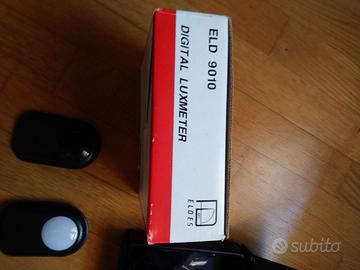 ELD 9010
DIGITAL LUXMETER
ELDES
subito